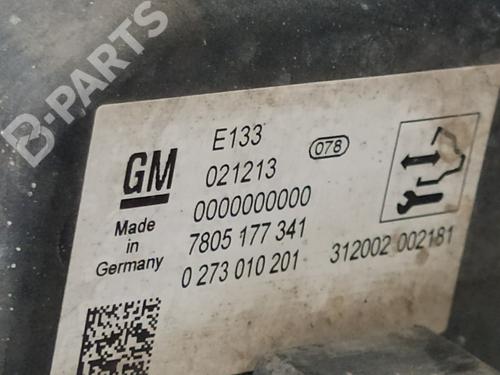 B-PARTS
GM
E133
078
021213
0000000000
7805 177 341
0 273 010 201
312002 002181
Made
in
Germany